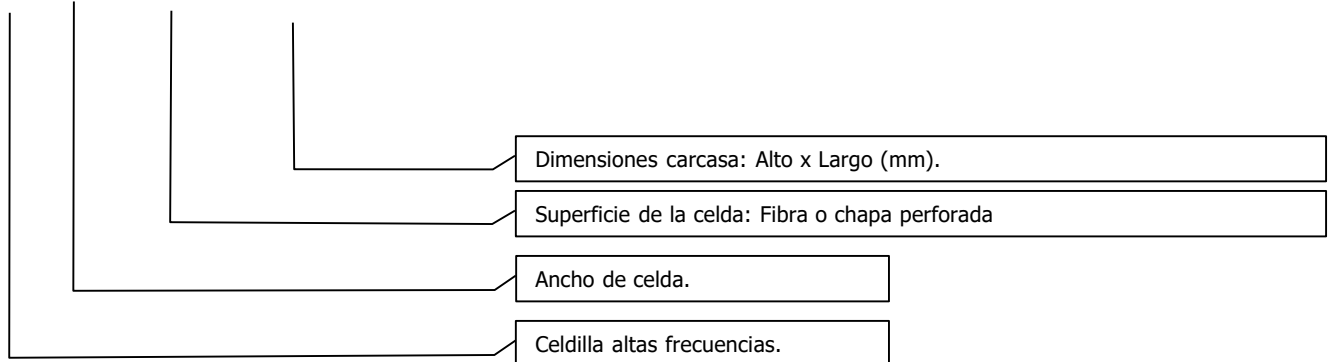 Dimensiones carcasa: Alto x Largo (mm).
Superficie de la celda: Fibra o chapa perforada
Ancho de celda.
Celdilla altas frecuencias.